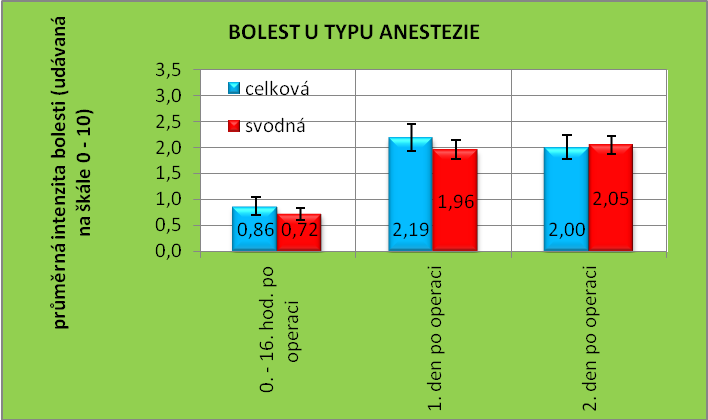 BOLEST U TYPU ANESTEZIE
průměrná intenzita bolesti (udávaná
na škále 0 - 10)
3,5
3,0
2,5
2,0
1,5
1,0
0,5
0,0
celková
svodná
0,86
0,72
2,19
1,96
2,00
2,05
0. - 16. hod. po
operaci
1. den po operaci
2. den po operaci